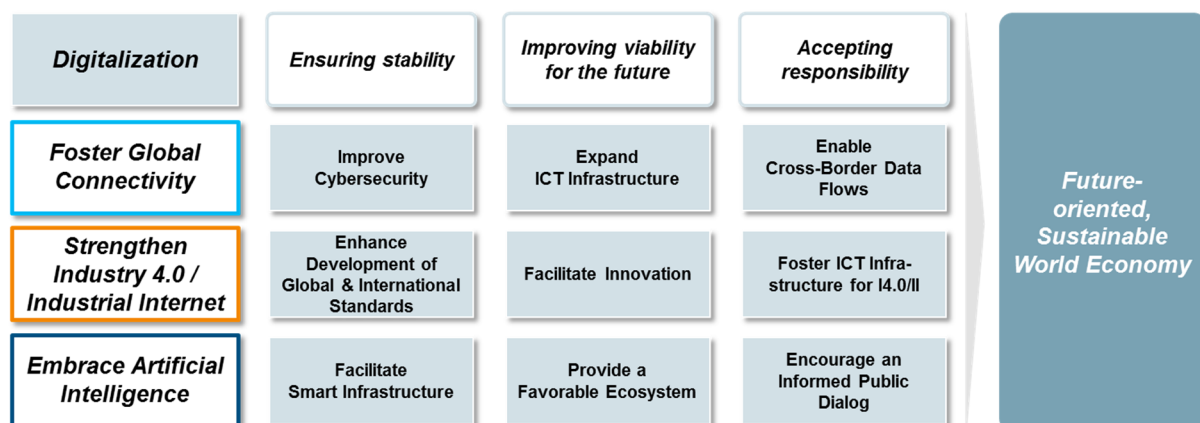 Digitalization
Ensuring stability
Improving viability
for the future
Accepting
responsibility
Foster Global
Connectivity
Improve
Cybersecurity
Expand
ICT Infrastructure
Enable
Cross-Border Data
Flows
Strengthen
Industry 4.0 /
Industrial Internet
Enhance
Development of
Global & International
Standards
Facilitate Innovation
Foster ICT Infra-
structure for I4.0/II
Embrace Artificial
Intelligence
Facilitate
Smart Infrastructure
Provide a
Favorable Ecosystem
Encourage an
Informed Public
Dialog
Future-
oriented,
Sustainable
World Economy